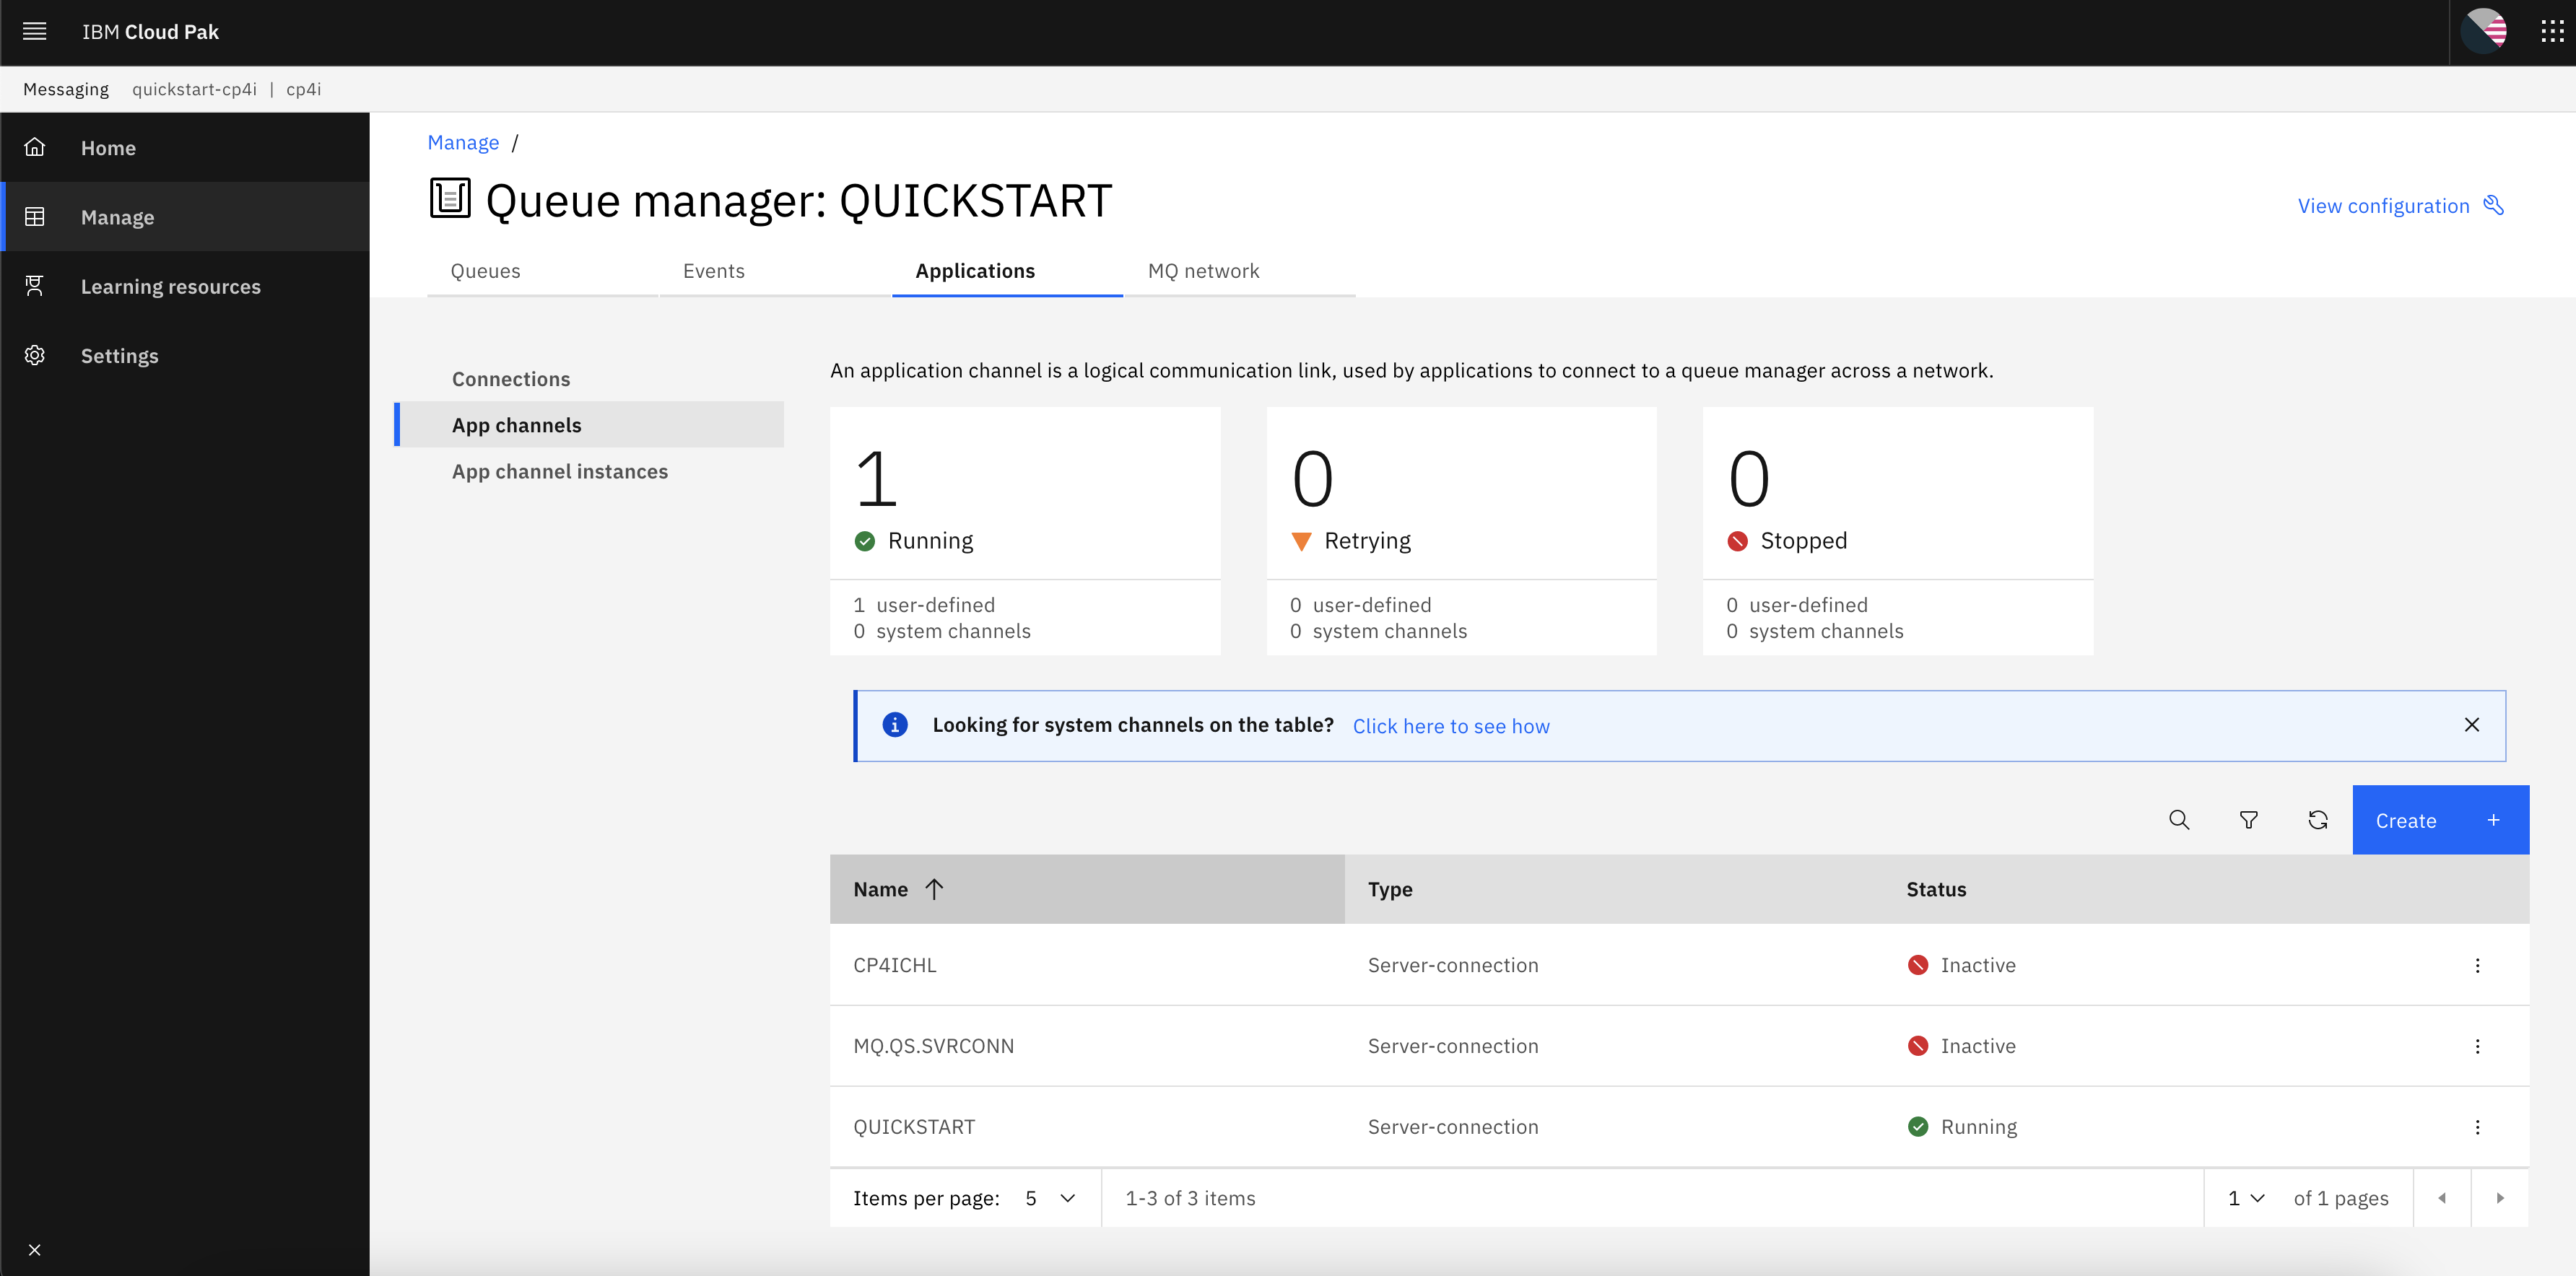 IBM Cloud Pak
Messaging quickstart-cp4i | cp4i
Home
Manage
Learning resources
Settings
Manage /
Queue manager: QUICKSTART
View configuration
Queues Events Applications MQ network
Connections
App channels
App channel instances
An application channel is a logical communication link, used by applications to connect to a queue manager across a network.
1
Running
1 user-defined
0 system channels
0
Retrying
0 user-defined
0 system channels
0
Stopped
0 user-defined
0 system channels
Looking for system channels on the table? Click here to see how
Create +
Name Type Status
CP4ICHL Server-connection Inactive
MQ.QS.SVRCONN Server-connection Inactive
QUICKSTART Server-connection Running
Items per page: 5 1-3 of 3 items 1 of 1 pages